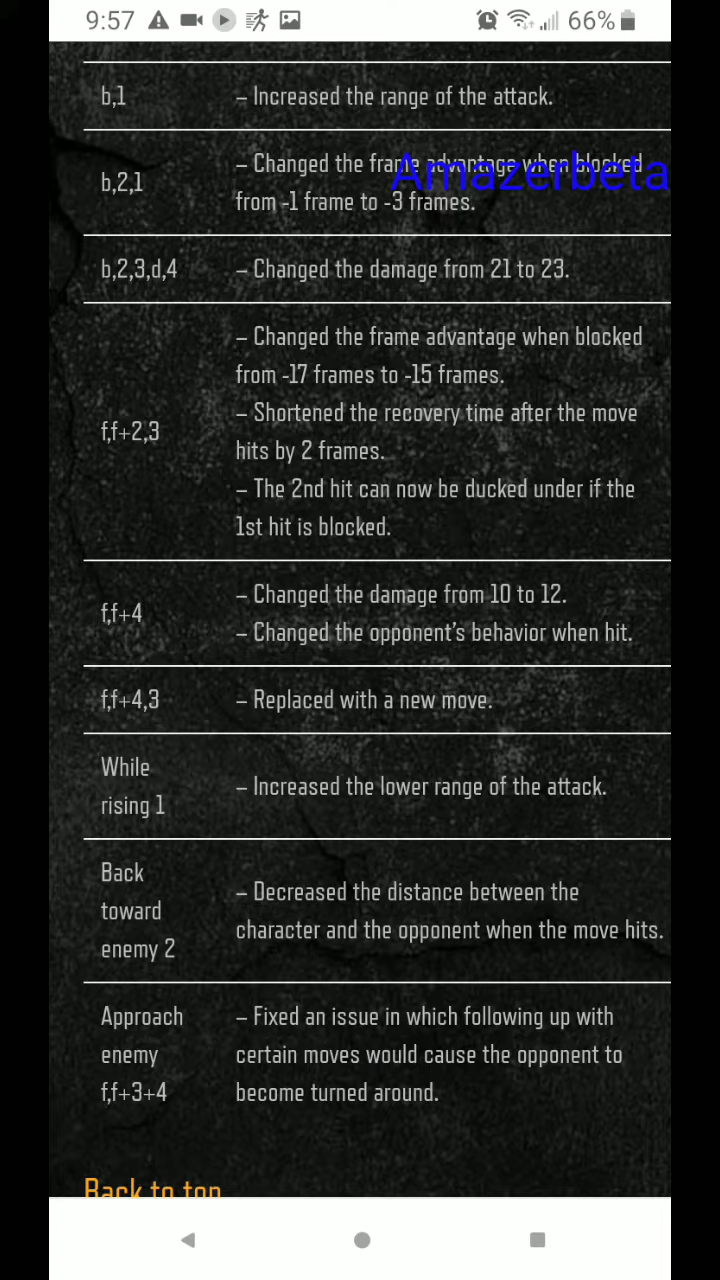 9:57
66%
b,1
– Increased the range of the attack.
b,2,1
– Changed the frame advantage when blocked
from -1 frame to -3 frames.
Amazerbeta
b,2,3,d,4
– Changed the damage from 21 to 23.
f,f+2,3
– Changed the frame advantage when blocked
from -17 frames to -15 frames.
– Shortened the recovery time after the move
hits by 2 frames.
– The 2nd hit can now be ducked under if the
1st hit is blocked.
f,f+4
– Changed the damage from 10 to 12.
– Changed the opponent's behavior when hit.
f,f+4,3
– Replaced with a new move.
While
rising 1
– Increased the lower range of the attack.
Back
toward
enemy 2
– Decreased the distance between the
character and the opponent when the move hits.
Approach
enemy
f,f+3+4
– Fixed an issue in which following up with
certain moves would cause the opponent to
become turned around.
Back to top